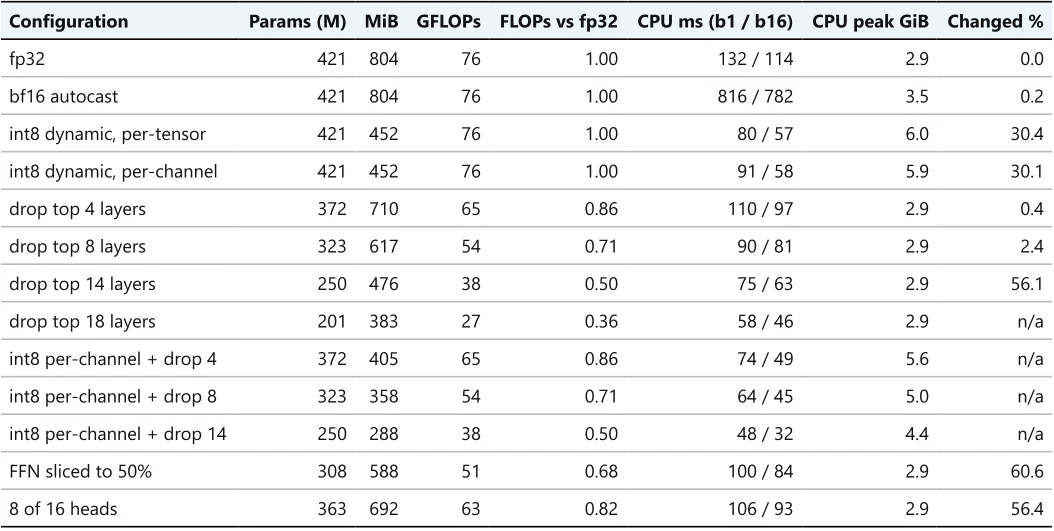 Configuration Params (M) MiB GFLOPs FLOPs vs fp32 CPU ms (b1 / b16) CPU peak GiB Changed %
fp32 421 804 76 1.00 132 / 114 2.9 0.0
bf16 autocast 421 804 76 1.00 816 / 782 3.5 0.2
int8 dynamic, per-tensor 421 452 76 1.00 80 / 57 6.0 30.4
int8 dynamic, per-channel 421 452 76 1.00 91 / 58 5.9 30.1
drop top 4 layers 372 710 65 0.86 110 / 97 2.9 0.4
drop top 8 layers 323 617 54 0.71 90 / 81 2.9 2.4
drop top 14 layers 250 476 38 0.50 75 / 63 2.9 56.1
drop top 18 layers 201 383 27 0.36 58 / 46 2.9 n/a
int8 per-channel + drop 4 372 405 65 0.86 74 / 49 5.6 n/a
int8 per-channel + drop 8 323 358 54 0.71 64 / 45 5.0 n/a
int8 per-channel + drop 14 250 288 38 0.50 48 / 32 4.4 n/a
FFN sliced to 50% 308 588 51 0.68 100 / 84 2.9 60.6
8 of 16 heads 363 692 63 0.82 106 / 93 2.9 56.4